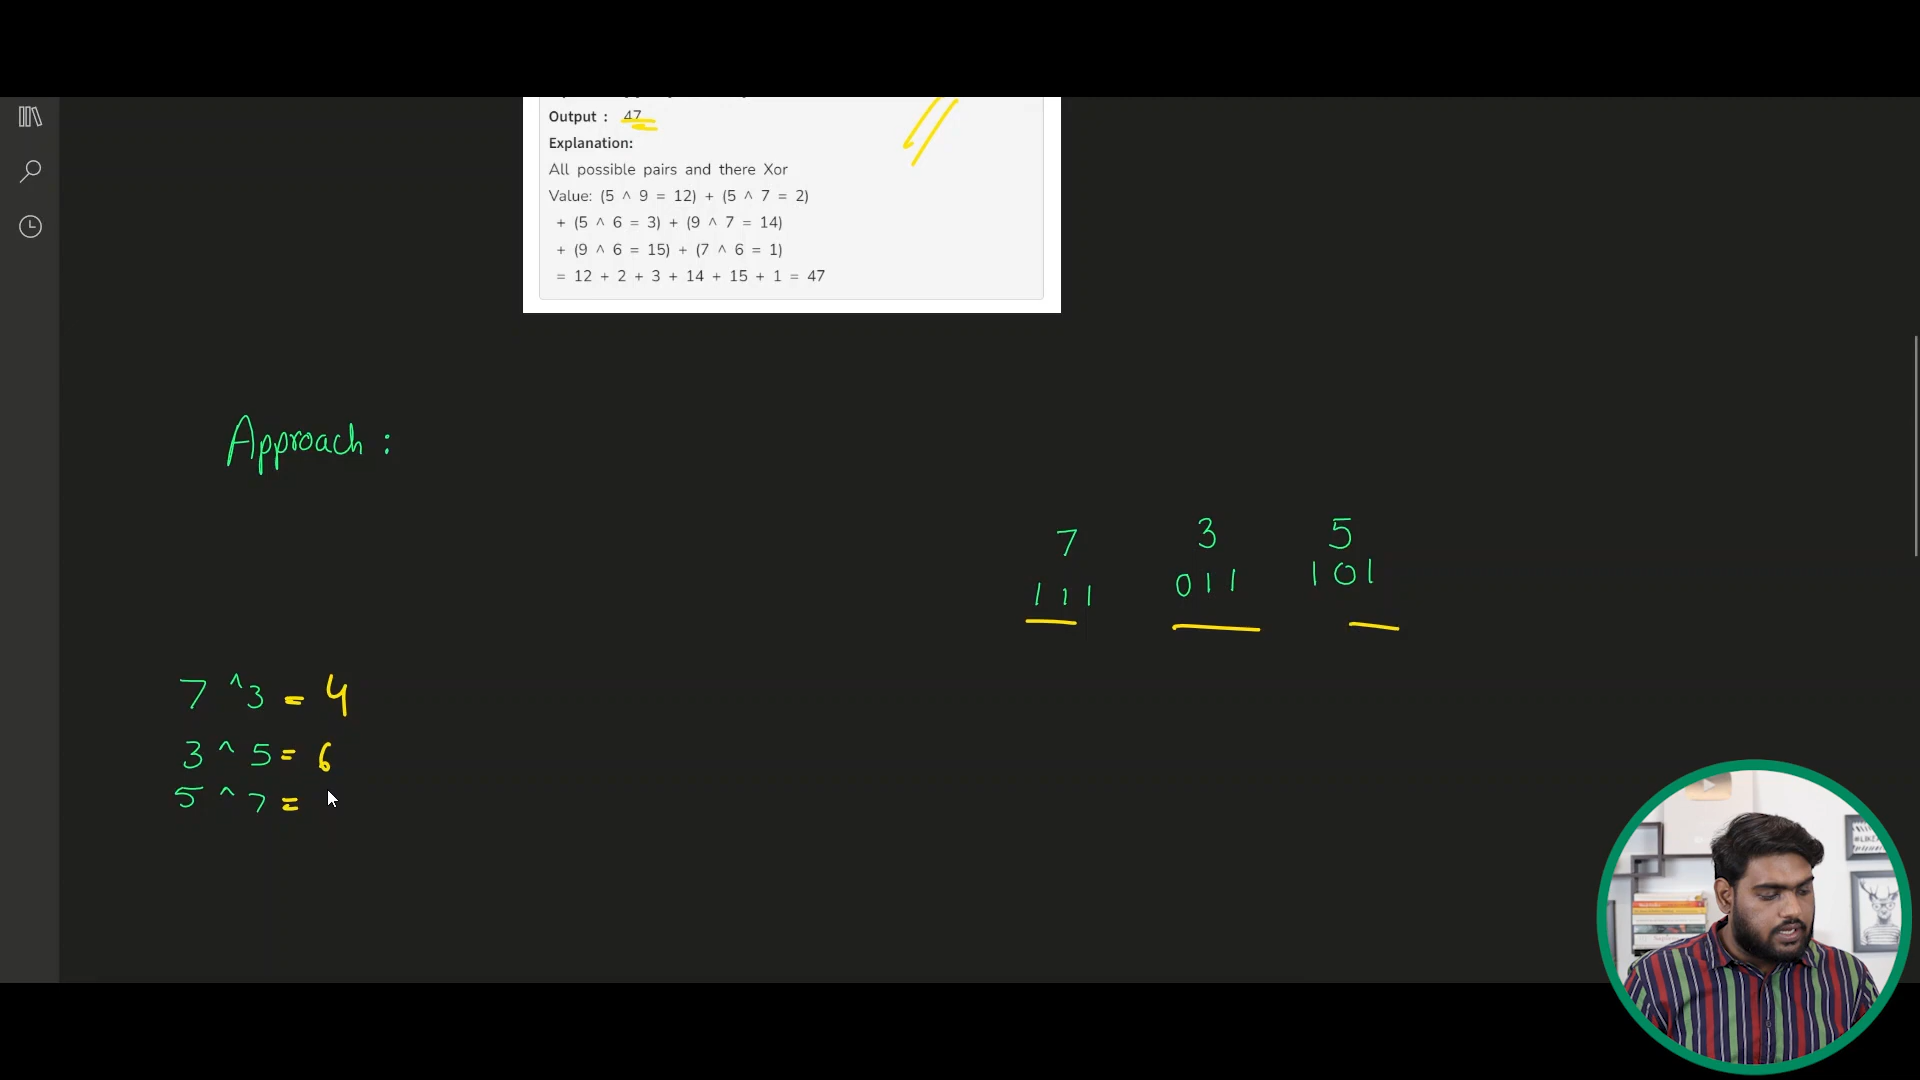 Output : 47
Explanation:
All possible pairs and there Xor
Value: (5 ^ 9 = 12) + (5 ^ 7 = 2)
+ (5 ^ 6 = 3) + (9 ^ 7 = 14)
+ (9 ^ 6 = 15) + (7 ^ 6 = 1)
= 12 + 2 + 3 + 14 + 15 + 1 = 47
Approach :
7 3 5
111 011 101
7 ^ 3 = 4
3 ^ 5 = 6
5 ^ 7 =